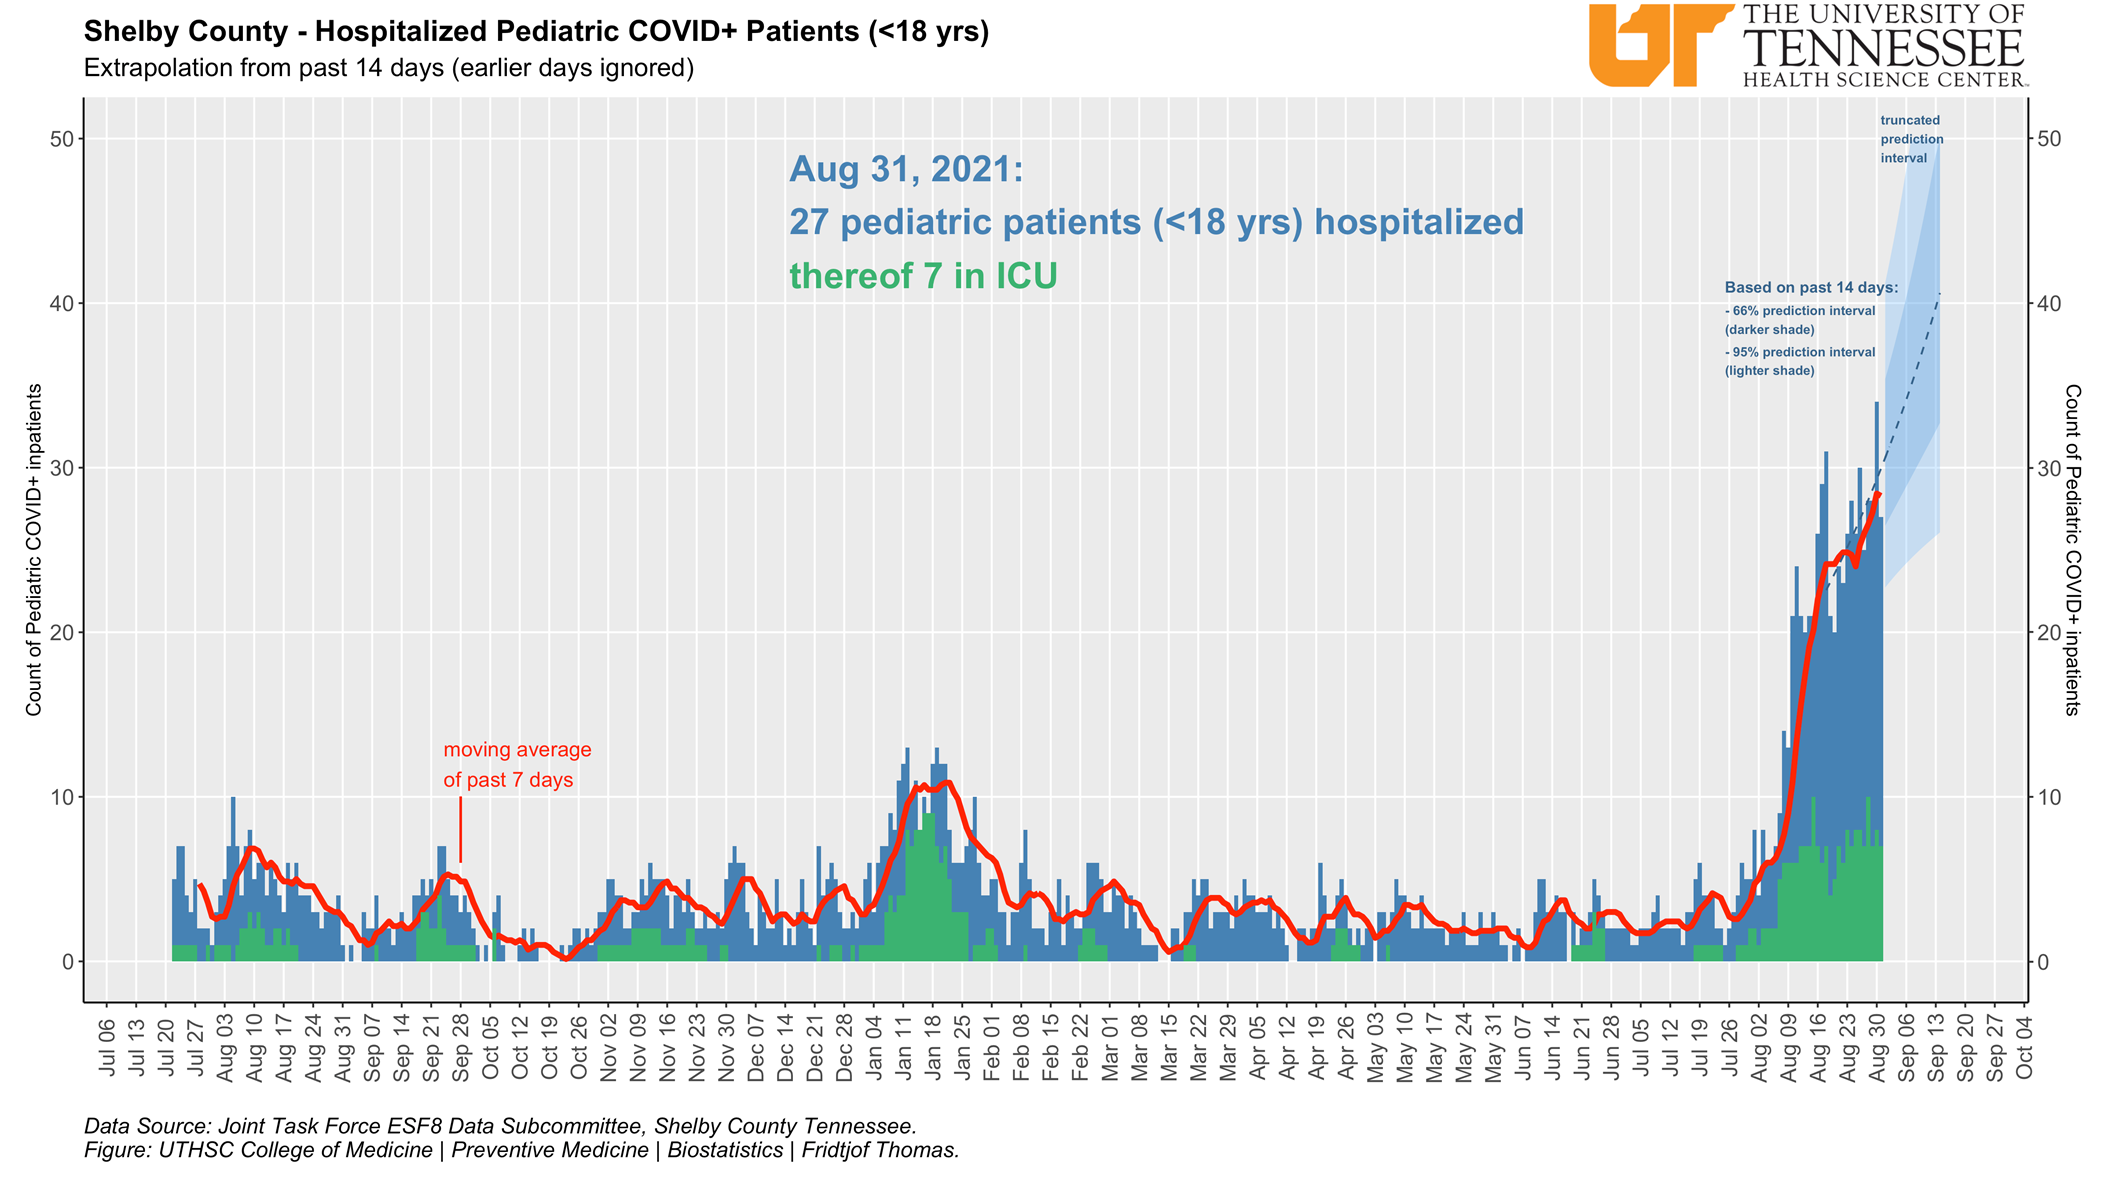 Shelby County - Hospitalized Pediatric COVID+ Patients (<18 yrs)
Extrapolation from past 14 days (earlier days ignored)
THE UNIVERSITY OF
TENNESSEE
HEALTH SCIENCE CENTER
truncated
prediction
interval
Aug 31, 2021:
27 pediatric patients (<18 yrs) hospitalized
thereof 7 in ICU
Based on past 14 days:
- 66% prediction interval
(darker shade)
- 95% prediction interval
(lighter shade)
moving average
of past 7 days
Count of Pediatric COVID+ inpatients
50
40
30
20
10
0
50
40
30
20
10
0
Count of Pediatric COVID+ inpatients
Jul 06
Jul 13
Jul 20
Jul 27
Aug 03
Aug 10
Aug 17
Aug 24
Aug 31
Sep 07
Sep 14
Sep 21
Sep 28
Oct 05
Oct 12
Oct 19
Oct 26
Nov 02
Nov 09
Nov 16
Nov 23
Nov 30
Dec 07
Dec 14
Dec 21
Dec 28
Jan 04
Jan 11
Jan 18
Jan 25
Feb 01
Feb 08
Feb 15
Feb 22
Mar 01
Mar 08
Mar 15
Mar 22
Mar 29
Apr 05
Apr 12
Apr 19
Apr 26
May 03
May 10
May 17
May 24
May 31
Jun 07
Jun 14
Jun 21
Jun 28
Jul 05
Jul 12
Jul 19
Jul 26
Aug 02
Aug 09
Aug 16
Aug 23
Aug 30
Sep 06
Sep 13
Sep 20
Sep 27
Oct 04
Data Source: Joint Task Force ESF8 Data Subcommittee, Shelby County Tennessee.
Figure: UTHSC College of Medicine | Preventive Medicine | Biostatistics | Fridtjof Thomas.